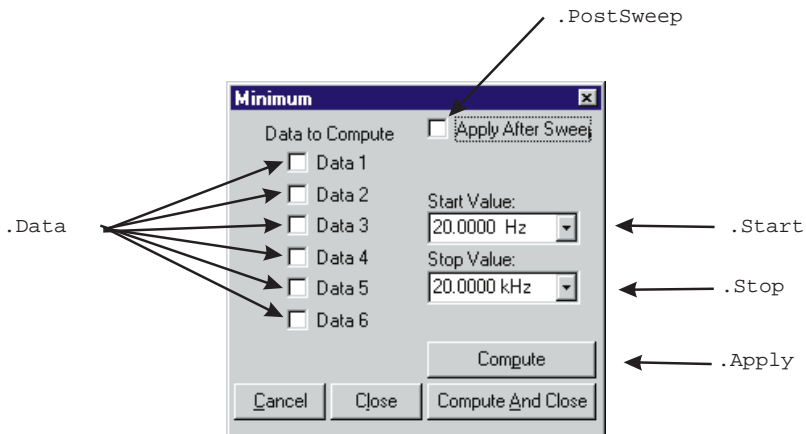 .PostSweep
Minimum
Data to Compute
Apply After Sweep
Data 1
Data 2
Data 3
Data 4
Data 5
Data 6
.Data
Start Value:
20.0000 Hz
.Start
Stop Value:
20.0000 kHz
.Stop
Compute
.Apply
Cancel
Close
Compute And Close